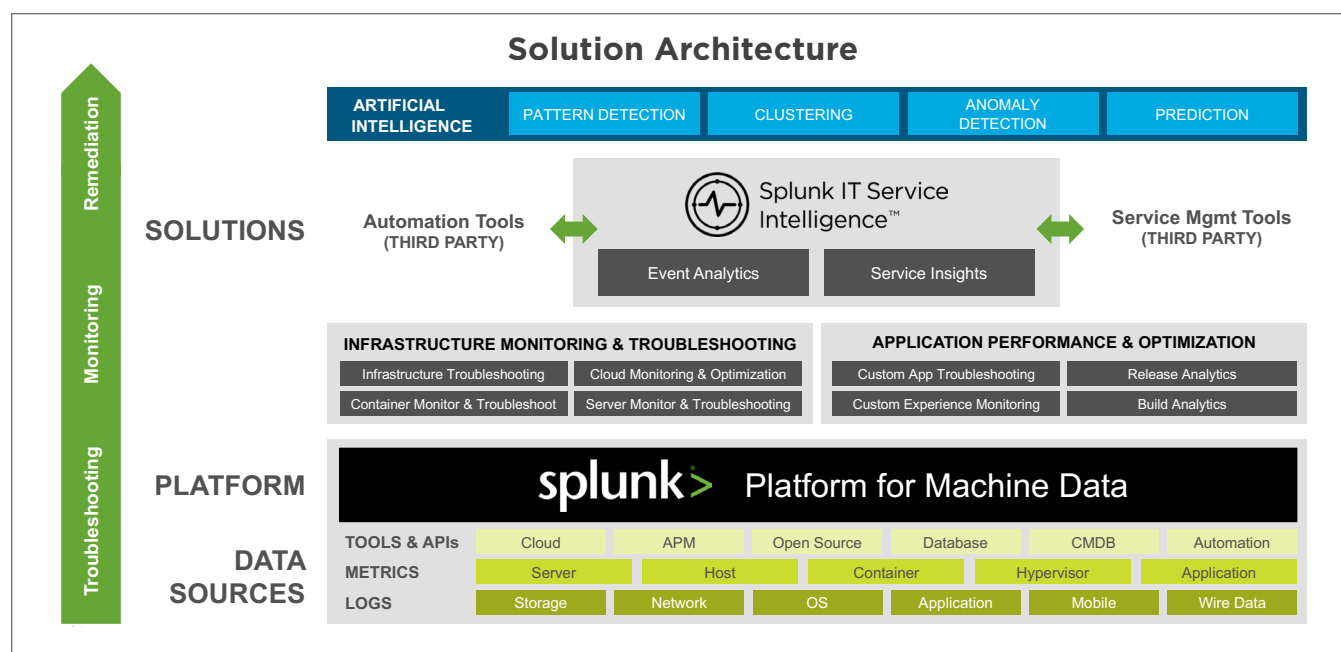 Solution Architecture
Remediation
Monitoring
Troubleshooting
ARTIFICIAL
INTELLIGENCE
PATTERN DETECTION
CLUSTERING
ANOMALY
DETECTION
PREDICTION
SOLUTIONS
Automation Tools
(THIRD PARTY)
Splunk IT Service
Intelligence™
Event Analytics
Service Insights
Service Mgmt Tools
(THIRD PARTY)
INFRASTRUCTURE MONITORING & TROUBLESHOOTING
Infrastructure Troubleshooting
Cloud Monitoring & Optimization
Container Monitor & Troubleshoot
Server Monitor & Troubleshooting
APPLICATION PERFORMANCE & OPTIMIZATION
Custom App Troubleshooting
Release Analytics
Custom Experience Monitoring
Build Analytics
PLATFORM
splunk> Platform for Machine Data
DATA
SOURCES
TOOLS & APIs
Cloud
APM
Open Source
Database
CMDB
Automation
METRICS
Server
Host
Container
Hypervisor
Application
LOGS
Storage
Network
OS
Application
Mobile
Wire Data